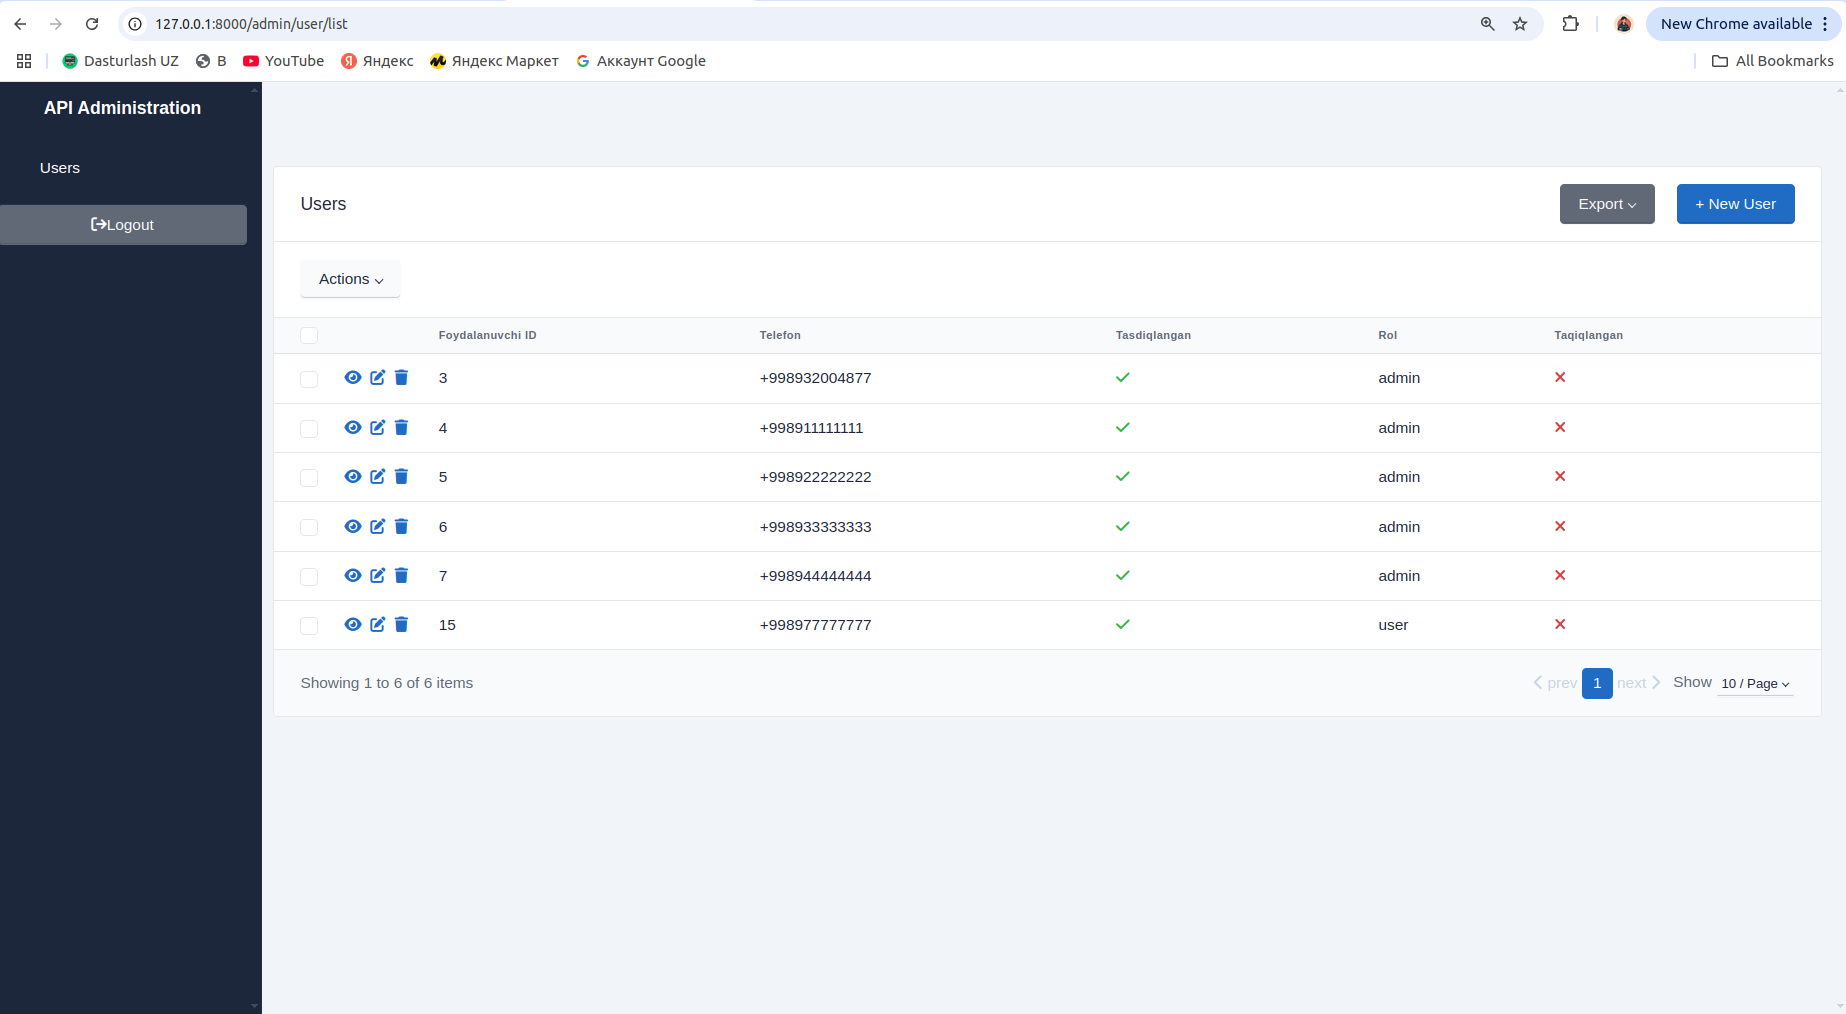 127.0.0.1:8000/admin/user/list
New Chrome available
Dasturlash UZ B YouTube Яндекс Яндекс Маркет Аккаунт Google All Bookmarks
API Administration
Users
Logout
Users Export + New User
Actions
Foydalanuvchi ID Telefon Tasdiqlangan Rol Taqiqlangan
3 +998932004877 admin
4 +998911111111 admin
5 +998922222222 admin
6 +998933333333 admin
7 +998944444444 admin
15 +998977777777 user
Showing 1 to 6 of 6 items prev 1 next Show 10 / Page